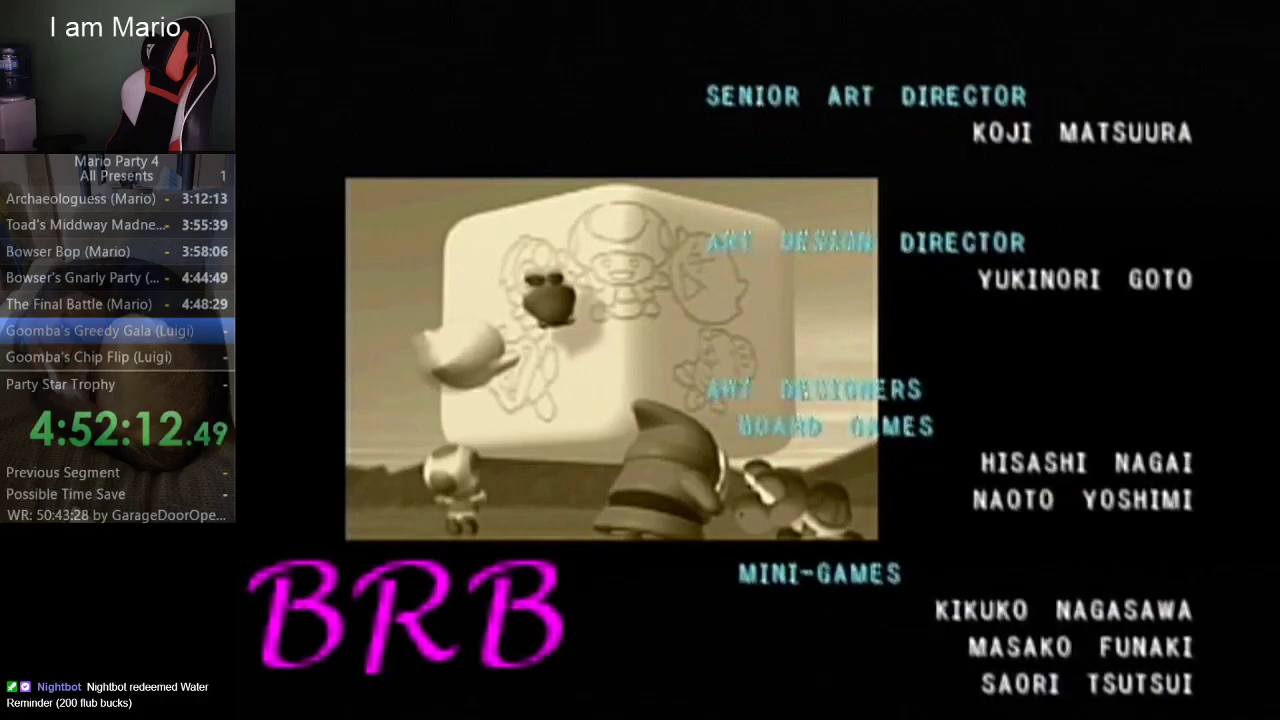 I am Mario
Mario Party 4
All Presents 1
Archaeologuess (Mario) - 3:12:13
Toad's Middway Madne... - 3:55:39
Bowser Bop (Mario) - 3:58:06
Bowser's Gnarly Party (... - 4:44:49
The Final Battle (Mario) - 4:48:29
Goomba's Greedy Gala (Luigi) -
Goomba's Chip Flip (Luigi) -
Party Star Trophy -
4:52:12.49
Previous Segment -
Possible Time Save -
WR: 50:43:28 by GarageDoorOpe...
Nightbot Nightbot redeemed Water
Reminder (200 flub bucks)
SENIOR ART DIRECTOR
KOJI MATSUURA
ART DESIGN DIRECTOR
YUKINORI GOTO
ART DESIGNERS
BOARD GAMES
HISASHI NAGAI
NAOTO YOSHIMI
MINI-GAMES
KIKUKO NAGASAWA
MASAKO FUNAKI
SAORI TSUTSUI
BRB